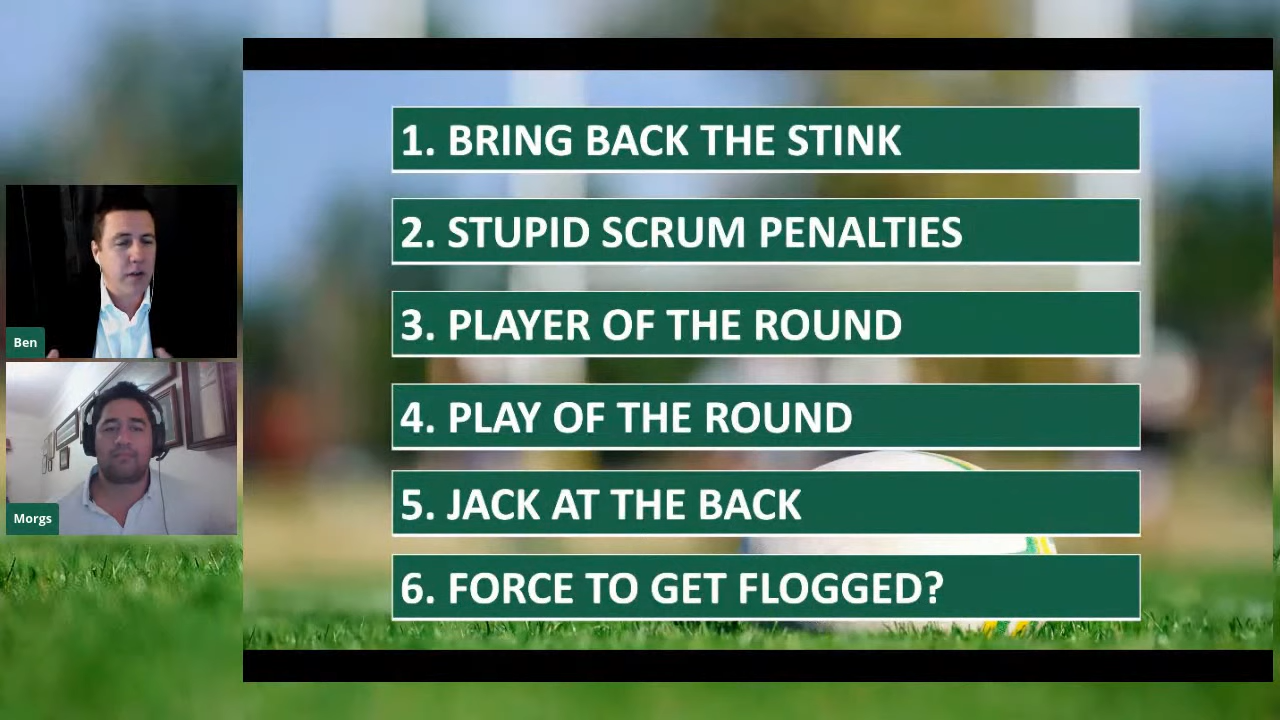 1. BRING BACK THE STINK
2. STUPID SCRUM PENALTIES
3. PLAYER OF THE ROUND
4. PLAY OF THE ROUND
5. JACK AT THE BACK
6. FORCE TO GET FLOGGED?
Ben
Morgs